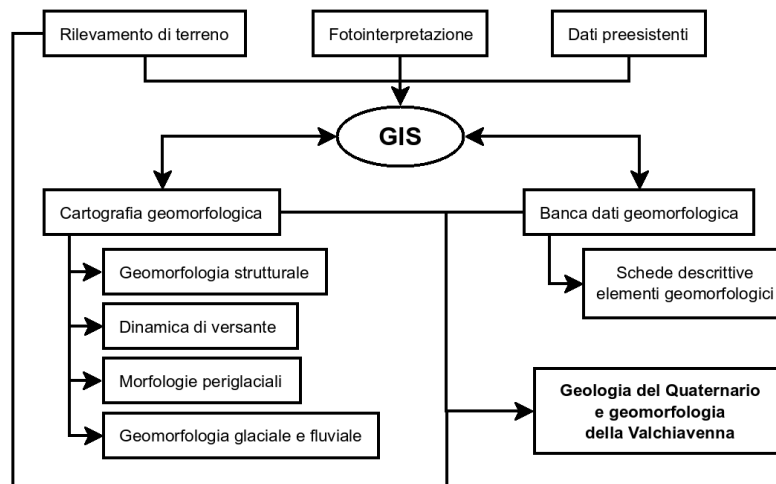 Rilevamento di terreno
Fotointerpretazione
Dati preesistenti
GIS
Cartografia geomorfologica
Banca dati geomorfologica
Geomorfologia strutturale
Schede descrittive
elementi geomorfologici
Dinamica di versante
Morfologie periglaciali
Geomorfologia glaciale e fluviale
Geologia del Quaternario
e geomorfologia
della Valchiavenna